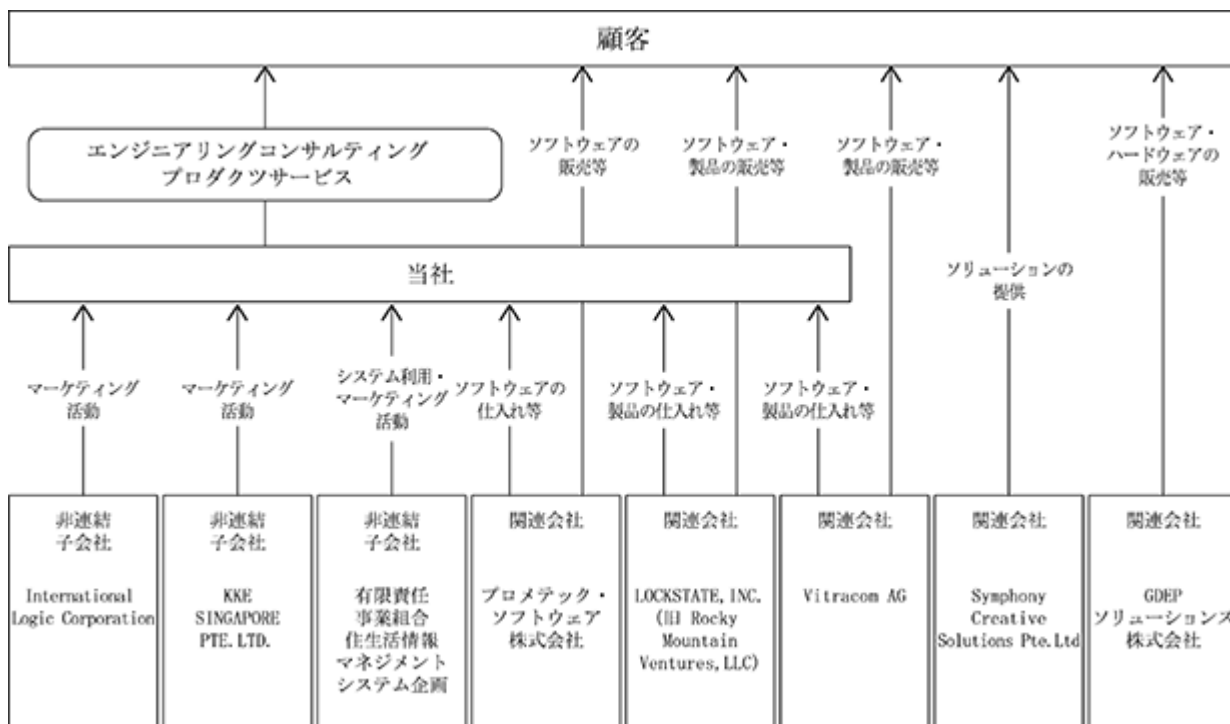 顧客
エンジニアリングコンサルティング
プロダクツサービス
ソフトウェアの
販売等
ソフトウェア・
製品の販売等
ソフトウェア・
製品の販売等
ソリューションの
提供
ソフトウェア・
ハードウェアの
販売等
当社
マーケティング
活動
マーケティング
活動
システム利用・
マーケティング
活動
ソフトウェアの
仕入れ等
ソフトウェア・
製品の仕入れ等
ソフトウェア・
製品の仕入れ等
非連結
子会社
International
Logic Corporation
非連結
子会社
KKE
SINGAPORE
PTE.LTD.
非連結
子会社
有限責任
事業組合
住生活情報
マネジメント
システム企画
関連会社
プロメテック・
ソフトウェア
株式会社
関連会社
LOCKSTATE,INC.
(旧 Rocky
Mountain
Ventures,LLC)
関連会社
Vitracom AG
関連会社
Symphony
Creative
Solutions Pte.Ltd
関連会社
GDEP
ソリューションズ
株式会社